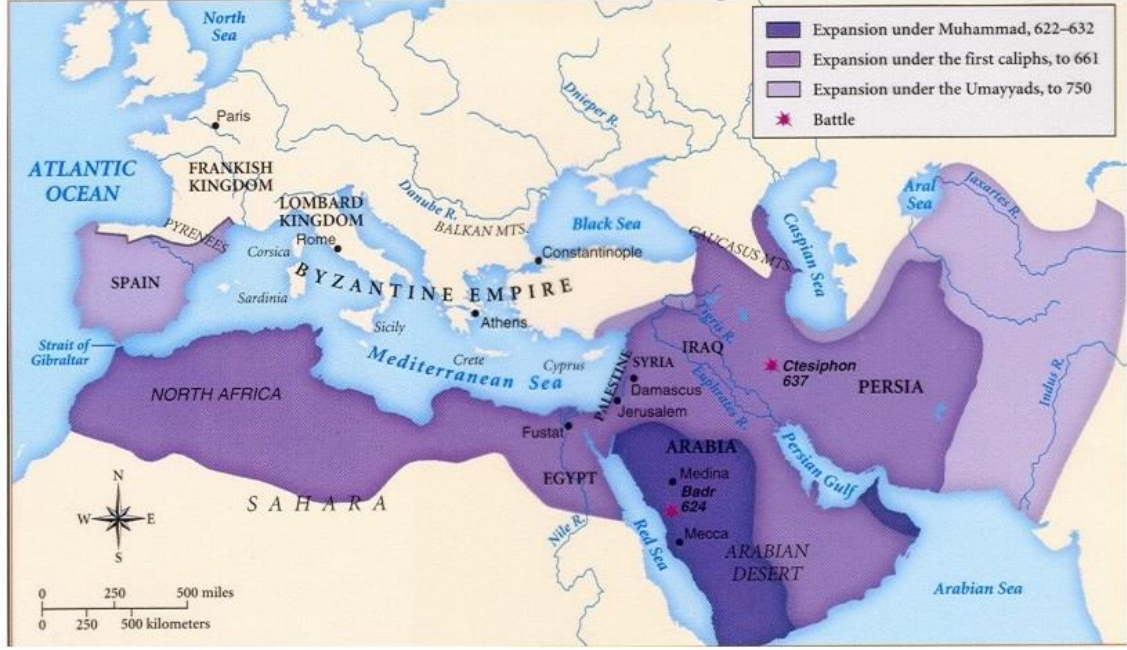 North
Sea
Expansion under Muhammad, 622–632
Expansion under the first caliphs, to 661
Expansion under the Umayyads, to 750
Battle
Paris
Dnieper R.
ATLANTIC
OCEAN
FRANKISH
KINGDOM
LOMBARD
KINGDOM
Danube R.
BALKAN MTS.
Black Sea
CAUCASUS MTS.
Caspian Sea
Aral
Sea
Jaxartes R.
PYRENEES
Corsica
Rome
Constantinople
SPAIN
BYZANTINE EMPIRE
Sardinia
Sicily
Athens
Tigris R.
Strait of
Gibraltar
Mediterranean Sea
Crete
Cyprus
PALESTINE
SYRIA
IRAQ
Ctesiphon
637
PERSIA
Indus R.
NORTH AFRICA
Damascus
Jerusalem
Euphrates R.
Fustat
ARABIA
Persian Gulf
EGYPT
Medina
Badr
624
N
W
E
S
SAHARA
Nile R.
Red Sea
Mecca
ARABIAN
DESERT
Arabian Sea
0 250 500 miles
0 250 500 kilometers